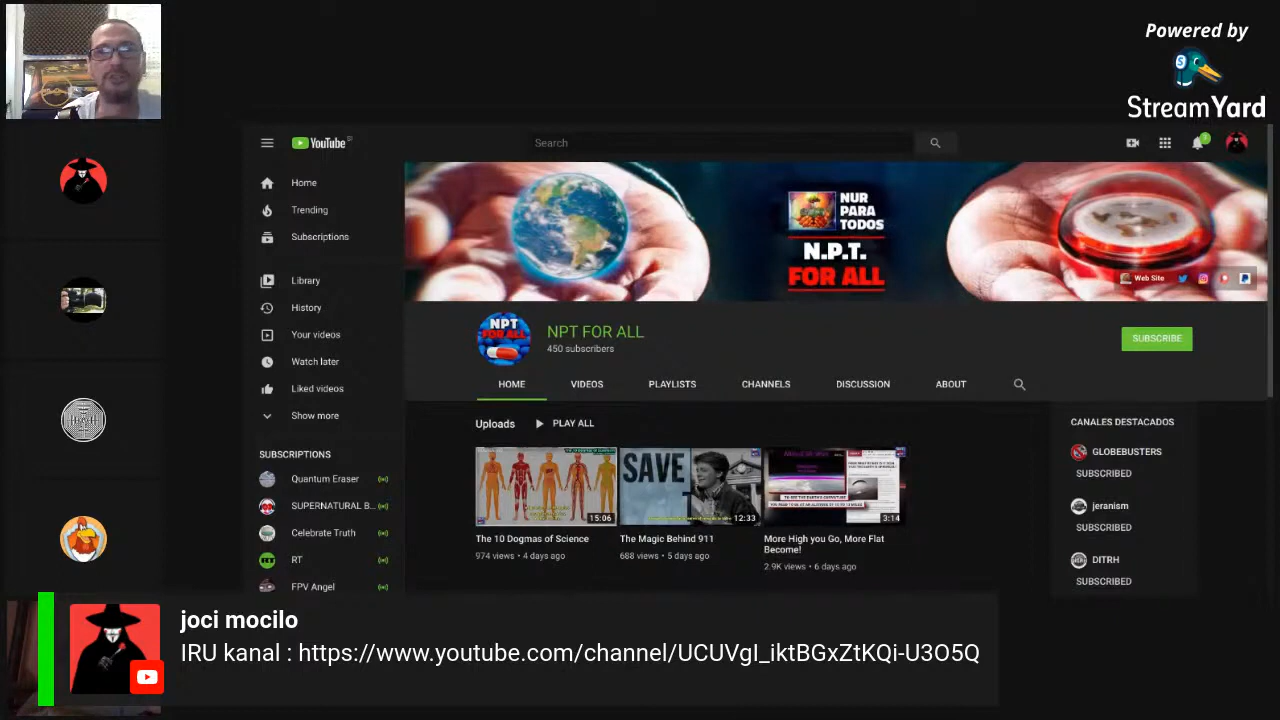 Powered by
StreamYard
YouTube
Search
Home
Trending
Subscriptions
Library
History
Your videos
Watch later
Liked videos
Show more
SUBSCRIPTIONS
Quantum Eraser
SUPERNATURAL B...
Celebrate Truth
RT
FPV Angel
NUR
PARA
TODOS
N.P.T.
FOR ALL
Web Site
NPT
FOR ALL
NPT FOR ALL
450 subscribers
SUBSCRIBE
HOME VIDEOS PLAYLISTS CHANNELS DISCUSSION ABOUT
Uploads PLAY ALL
SAVE
15:06
12:33
3:14
The 10 Dogmas of Science
974 views • 4 days ago
The Magic Behind 911
688 views • 5 days ago
More High you Go, More Flat
Become!
2.9K views • 6 days ago
CANALES DESTACADOS
GLOBEBUSTERS
SUBSCRIBED
jeranism
SUBSCRIBED
DITRH
SUBSCRIBED
joci mocilo
IRU kanal : https://www.youtube.com/channel/UCUVgI_iktBGxZtKQi-U3O5Q